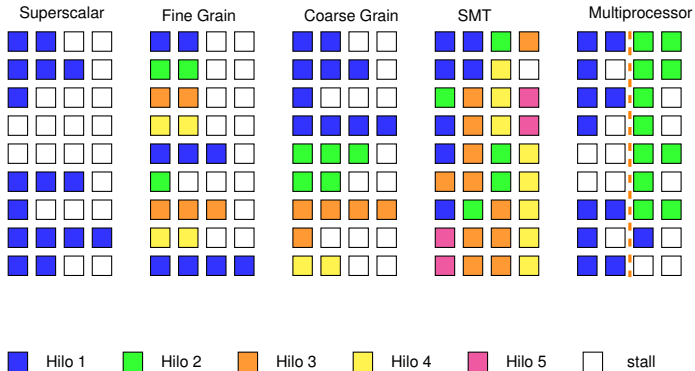 Superscalar Fine Grain Coarse Grain SMT Multiprocessor
Hilo 1 Hilo 2 Hilo 3 Hilo 4 Hilo 5 stall